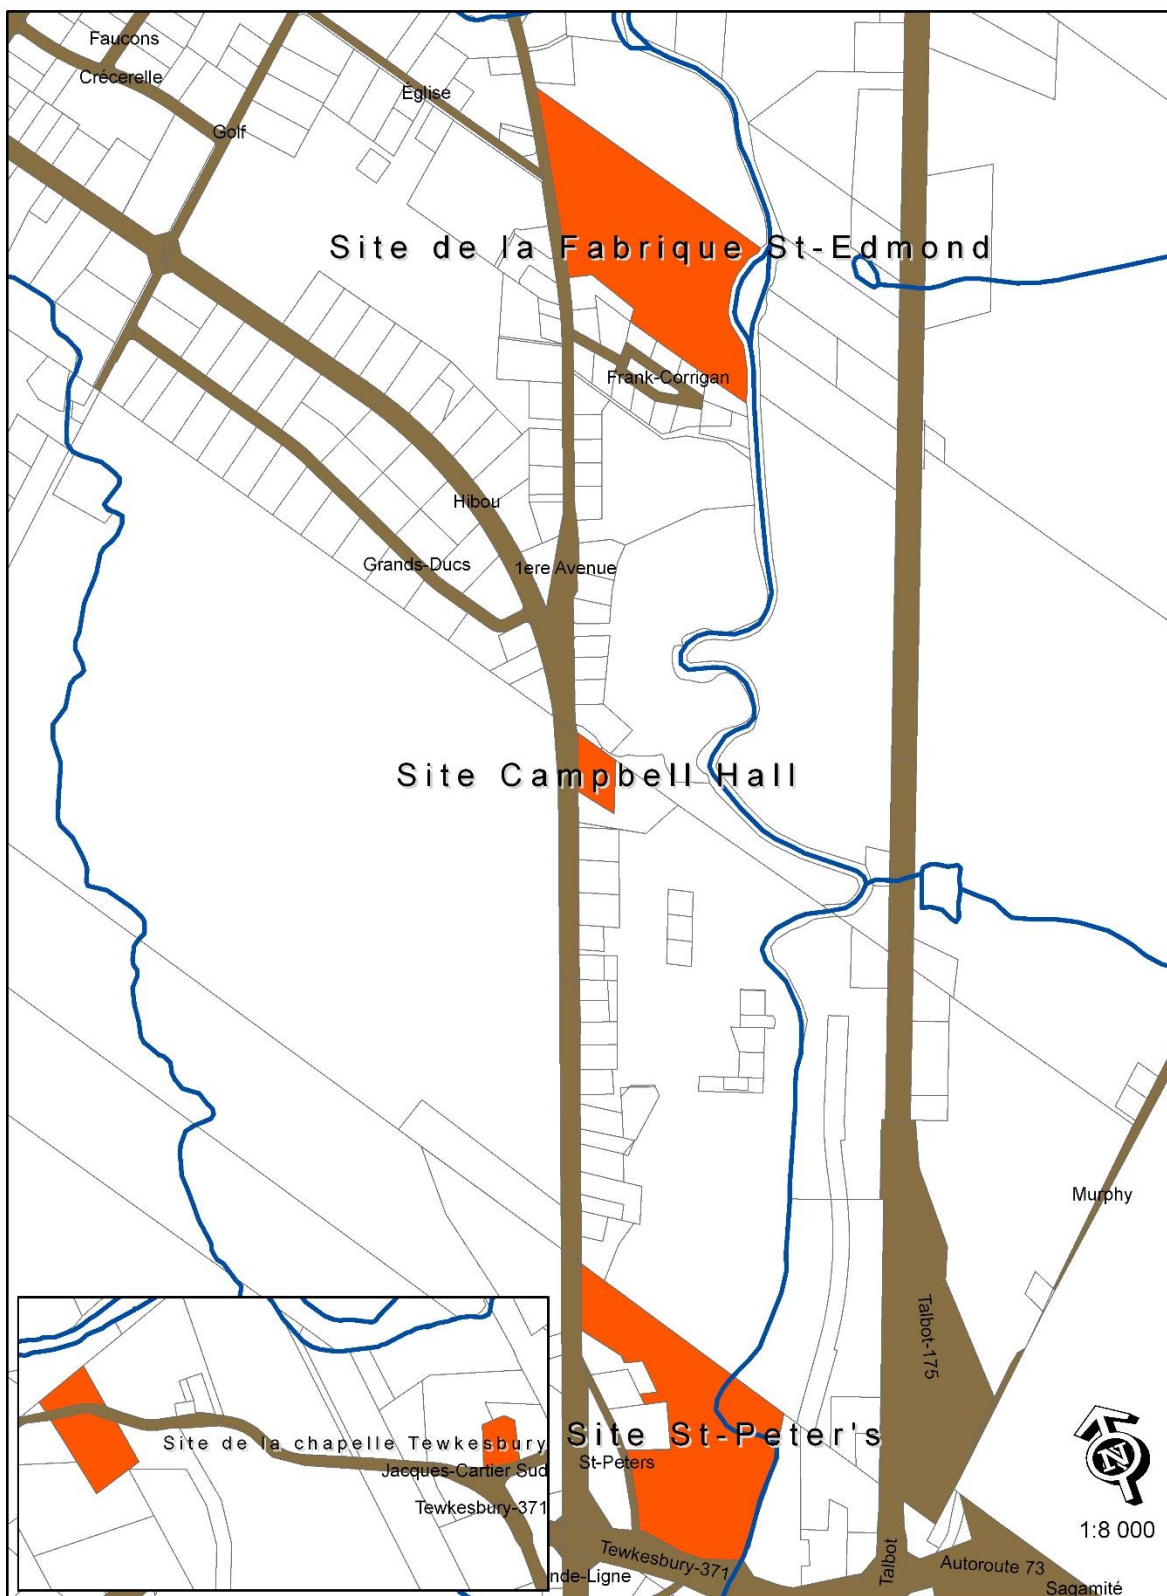 Faucons
Crécerelle
Église
Golf
Site de la Fabrique St-Edmond
Frank-Corrigan
Hibou
Grands-Ducs
1ere Avenue
Site Campbell Hall
Murphy
Talbot-175
Site de la chapelle Tewkesbury
Site St-Peter's
Jacques-Cartier Sud
St-Peters
Tewkesbury-371
N
1:8 000
Tewkesbury-371
nde-Ligne
Talbot
Autoroute 73
Sagamité